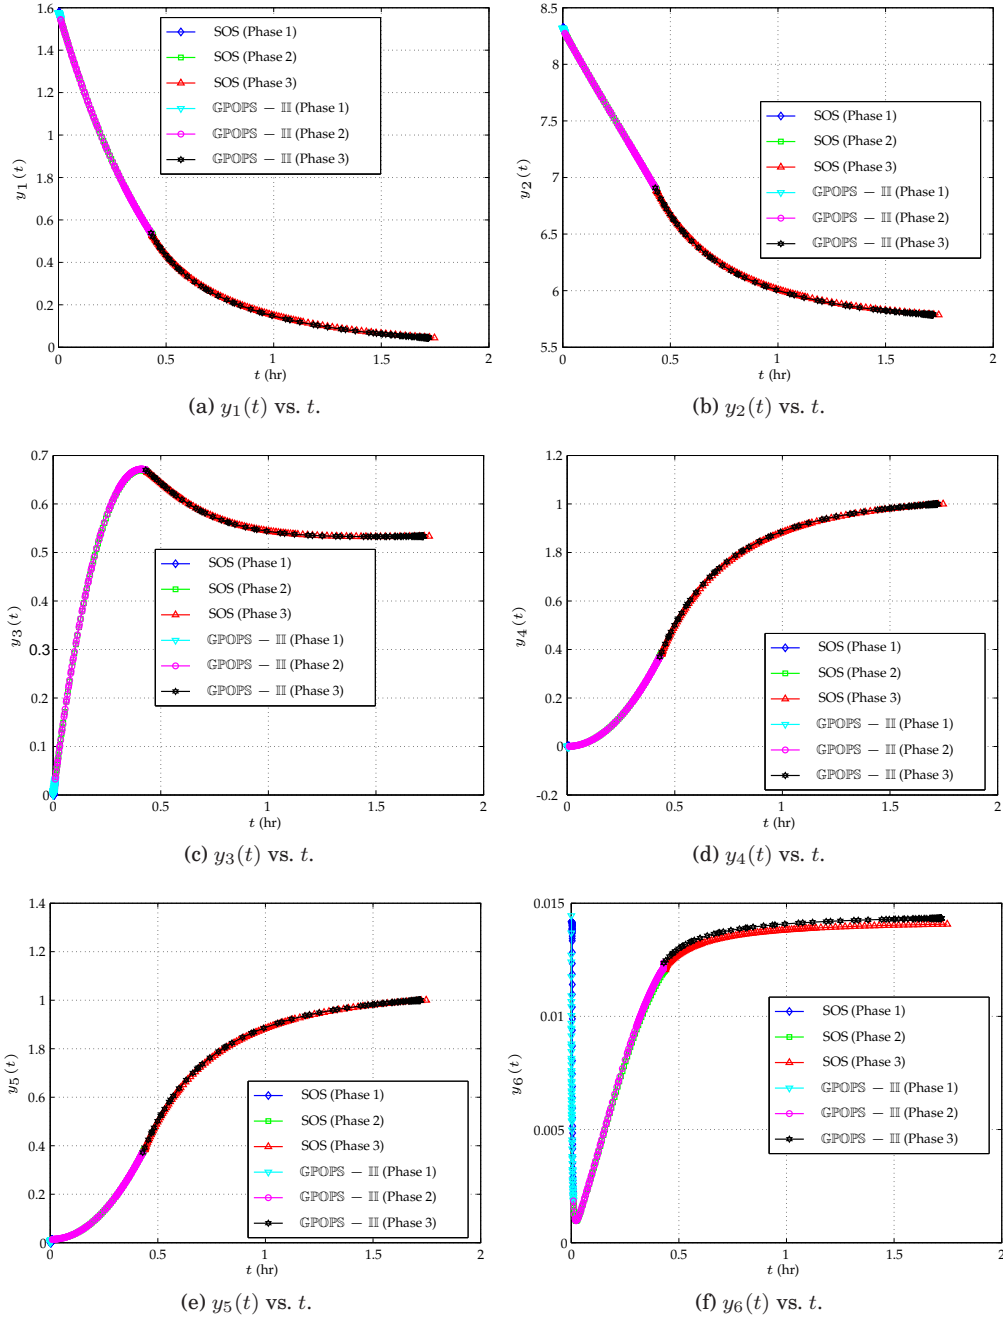 1.6
1.4
1.2
1
1.8
0.6
0.4
0.2
0
0
0.5
1
1.5
2
y1(t)
t (hr)
SOS (Phase 1)
SOS (Phase 2)
SOS (Phase 3)
GPOPS − II (Phase 1)
GPOPS − II (Phase 2)
GPOPS − II (Phase 3)
(a) y1(t) vs. t.
8.5
8
7.5
7
6.5
6
5.5
0
0.5
1
1.5
2
y2(t)
t (hr)
SOS (Phase 1)
SOS (Phase 2)
SOS (Phase 3)
GPOPS − II (Phase 1)
GPOPS − II (Phase 2)
GPOPS − II (Phase 3)
(b) y2(t) vs. t.
0.7
0.6
0.5
0.4
0.3
0.2
0.1
0
0
0.5
1
1.5
2
y3(t)
t (hr)
SOS (Phase 1)
SOS (Phase 2)
SOS (Phase 3)
GPOPS − II (Phase 1)
GPOPS − II (Phase 2)
GPOPS − II (Phase 3)
(c) y3(t) vs. t.
1.2
1
1.8
0.6
0.4
0.2
0
-0.2
0
0.5
1
1.5
2
y4(t)
t (hr)
SOS (Phase 1)
SOS (Phase 2)
SOS (Phase 3)
GPOPS − II (Phase 1)
GPOPS − II (Phase 2)
GPOPS − II (Phase 3)
(d) y4(t) vs. t.
1.4
1.2
1
1.8
0.6
0.4
0.2
0
0
0.5
1
1.5
2
y5(t)
t (hr)
SOS (Phase 1)
SOS (Phase 2)
SOS (Phase 3)
GPOPS − II (Phase 1)
GPOPS − II (Phase 2)
GPOPS − II (Phase 3)
(e) y5(t) vs. t.
0.015
0.01
0.005
0
0
0.5
1
1.5
2
y6(t)
t (hr)
SOS (Phase 1)
SOS (Phase 2)
SOS (Phase 3)
GPOPS − II (Phase 1)
GPOPS − II (Phase 2)
GPOPS − II (Phase 3)
(f) y6(t) vs. t.